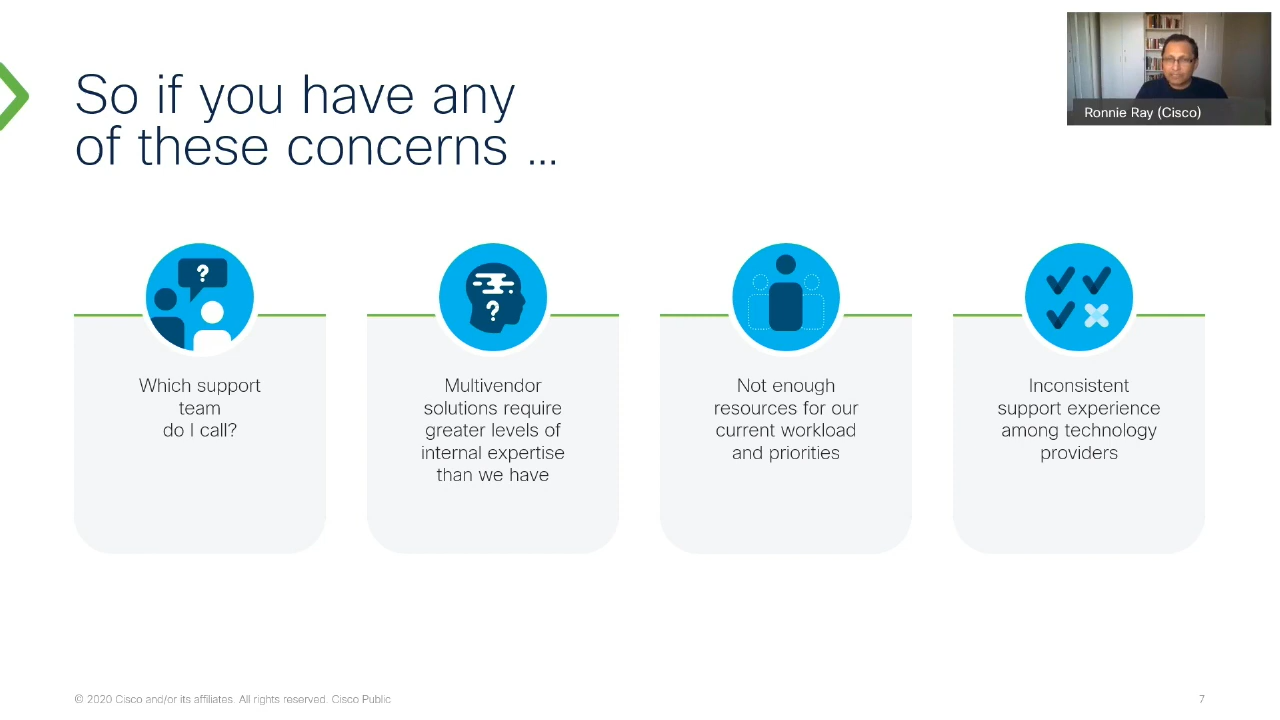 So if you have any
of these concerns ...
Ronnie Ray (Cisco)
?
Which support
team
do I call?
?
Multivendor
solutions require
greater levels of
internal expertise
than we have
Not enough
resources for our
current workload
and priorities
Inconsistent
support experience
among technology
providers
© 2020 Cisco and/or its affiliates. All rights reserved. Cisco Public
7